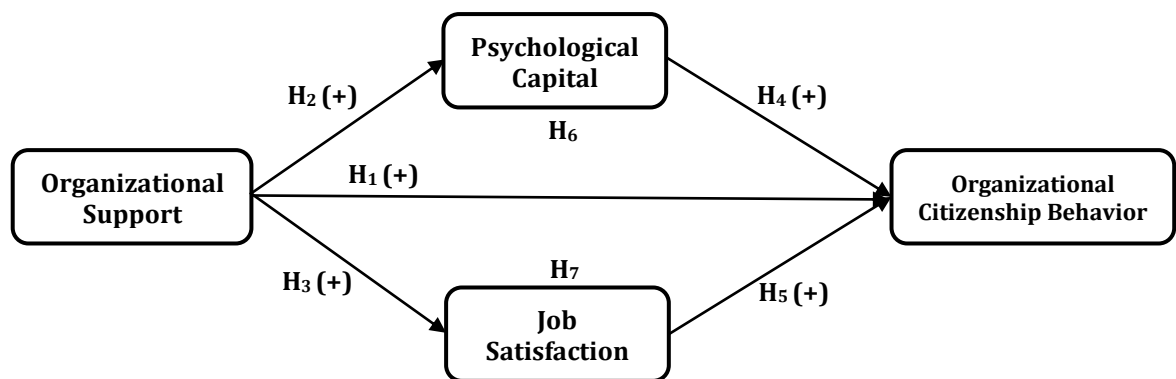 Psychological
Capital
H₂ (+)
H₄ (+)
H₆
Organizational
Support
H₁ (+)
Organizational
Citizenship Behavior
H₃ (+)
H₇
H₅ (+)
Job
Satisfaction